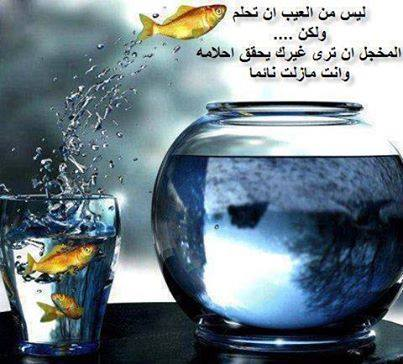 ليس من العيب ان تحلم
ولكن ....
المخجل ان ترى غيرك يحقق احلامه
وانت مازلت نائما